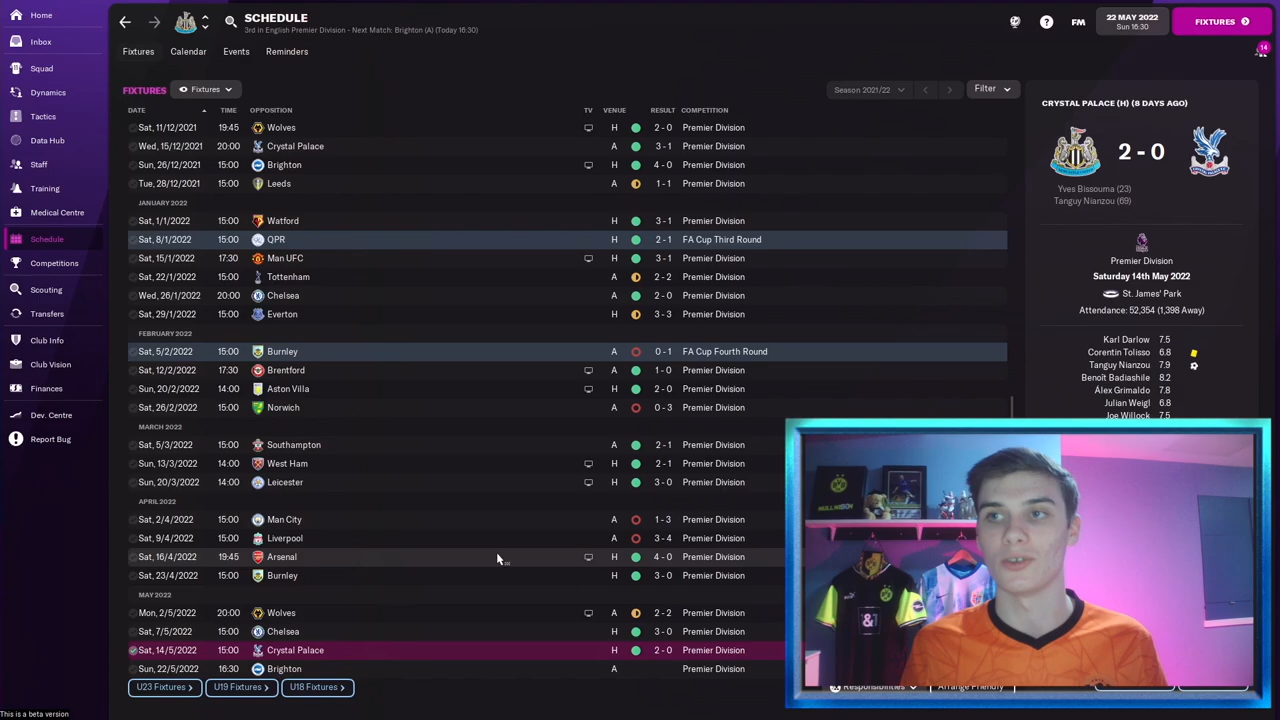 Home
Inbox
Squad
Dynamics
Tactics
Data Hub
Staff
Training
Medical Centre
Schedule
Competitions
Scouting
Transfers
Club Info
Club Vision
Finances
Dev. Centre
Report Bug
This is a beta version
SCHEDULE
3rd in English Premier Division - Next Match: Brighton (A) (Today 16:30)
FM
22 MAY 2022
Sun 16:30
FIXTURES
14
Fixtures Calendar Events Reminders
FIXTURES Fixtures
Season 2021/22 Filter
DATE TIME OPPOSITION TV VENUE RESULT COMPETITION
Sat, 11/12/2021 19:45 Wolves H 2 - 0 Premier Division
Wed, 15/12/2021 20:00 Crystal Palace A 3 - 1 Premier Division
Sun, 26/12/2021 15:00 Brighton H 4 - 0 Premier Division
Tue, 28/12/2021 15:00 Leeds A 1 - 1 Premier Division
JANUARY 2022
Sat, 1/1/2022 15:00 Watford H 3 - 1 Premier Division
Sat, 8/1/2022 15:00 QPR H 2 - 1 FA Cup Third Round
Sat, 15/1/2022 17:30 Man UFC H 3 - 1 Premier Division
Sat, 22/1/2022 15:00 Tottenham A 2 - 2 Premier Division
Wed, 26/1/2022 20:00 Chelsea A 2 - 0 Premier Division
Sat, 29/1/2022 15:00 Everton H 3 - 3 Premier Division
FEBRUARY 2022
Sat, 5/2/2022 15:00 Burnley A 0 - 1 FA Cup Fourth Round
Sat, 12/2/2022 17:30 Brentford A 1 - 0 Premier Division
Sun, 20/2/2022 14:00 Aston Villa H 2 - 0 Premier Division
Sat, 26/2/2022 15:00 Norwich A 0 - 3 Premier Division
MARCH 2022
Sat, 5/3/2022 15:00 Southampton A 2 - 1 Premier Division
Sun, 13/3/2022 14:00 West Ham H 2 - 1 Premier Division
Sun, 20/3/2022 14:00 Leicester H 3 - 0 Premier Division
APRIL 2022
Sat, 2/4/2022 15:00 Man City A 1 - 3 Premier Division
Sat, 9/4/2022 15:00 Liverpool A 3 - 4 Premier Division
Sat, 16/4/2022 19:45 Arsenal H 4 - 0 Premier Division
Sat, 23/4/2022 15:00 Burnley H 3 - 0 Premier Division
MAY 2022
Mon, 2/5/2022 20:00 Wolves A 2 - 2 Premier Division
Sat, 7/5/2022 15:00 Chelsea H 3 - 0 Premier Division
Sat, 14/5/2022 15:00 Crystal Palace H 2 - 0 Premier Division
Sun, 22/5/2022 16:30 Brighton A Premier Division
U23 Fixtures U19 Fixtures U18 Fixtures
Responsibilities Arrange Friendly
CRYSTAL PALACE (H) (8 DAYS AGO)
2 - 0
Yves Bissouma (23)
Tanguy Nianzou (69)
Premier Division
Saturday 14th May 2022
St. James' Park
Attendance: 52,354 (1,398 Away)
Karl Darlow 7.5
Corentin Tolisso 6.8
Tanguy Nianzou 7.9
Benoît Badiashile 8.2
Álex Grimaldo 7.8
Julian Weigl 6.8
Joe Willock 7.5
&1